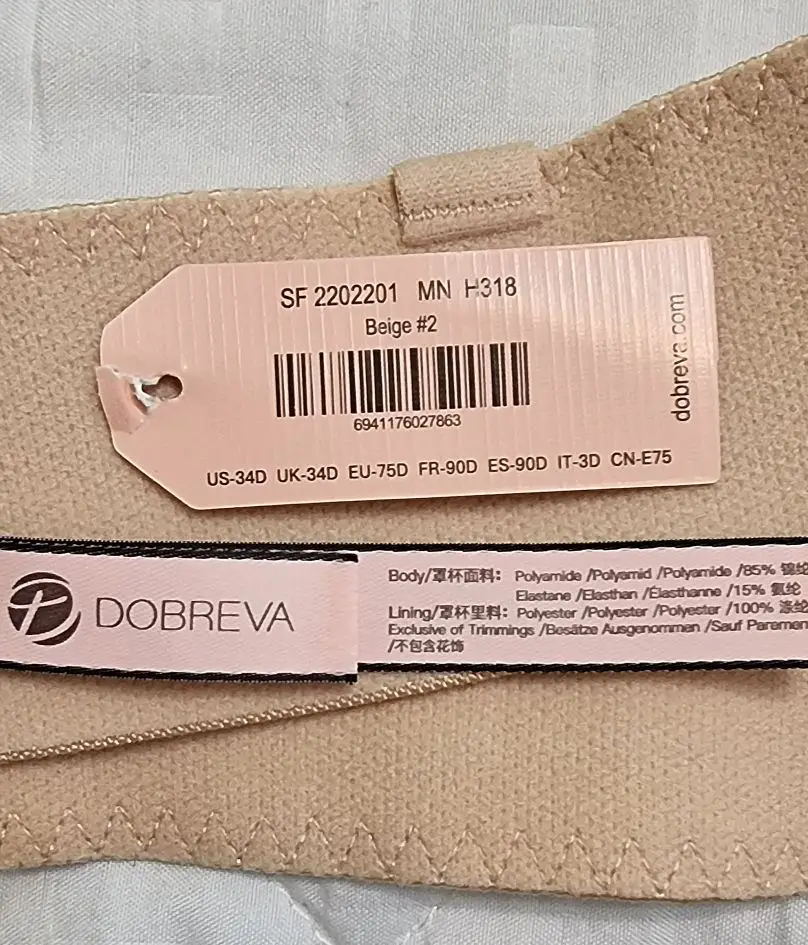 SF 2202201 MN H318
Beige #2
6941176027863
US-34D UK-34D EU-75D FR-90D ES-90D IT-3D CN-E75
dobreva.com
DOBREVA
Body/罩杯面料: Polyamide /Polyamid /Polyamide /85% 锦纶
Elastane /Elasthan /Élasthanne /15% 氨纶
Lining/罩杯里料: Polyester /Polyester /Polyester /100% 涤纶
Exclusive of Trimmings /Besätze Ausgenommen /Sauf Paremen
/不包含花饰